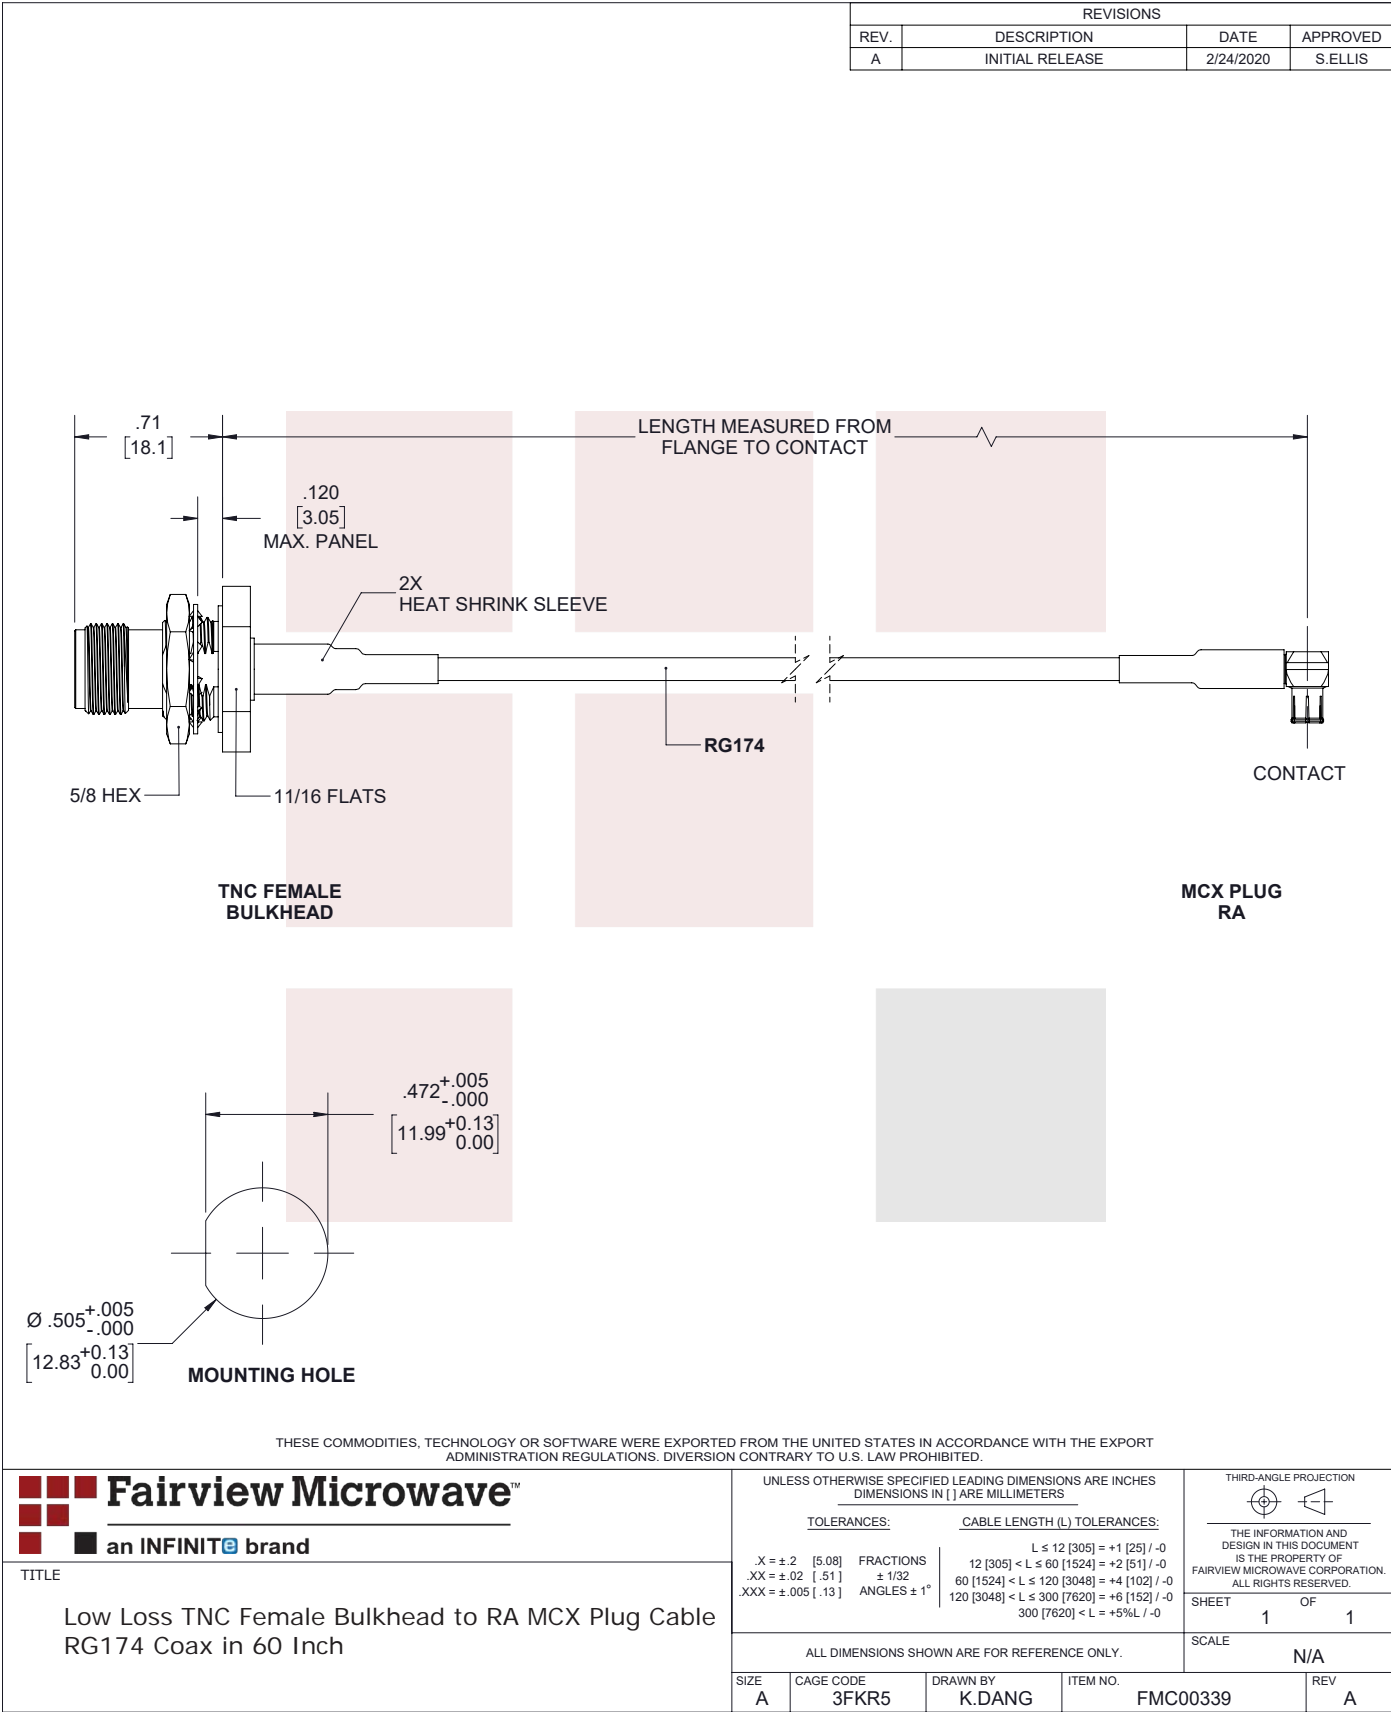 REVISIONS
REV. DESCRIPTION DATE APPROVED
A INITIAL RELEASE 2/24/2020 S.ELLIS
.71
[18.1]
LENGTH MEASURED FROM
FLANGE TO CONTACT
.120
[3.05]
MAX. PANEL
2X
HEAT SHRINK SLEEVE
RG174
CONTACT
5/8 HEX
11/16 FLATS
TNC FEMALE
BULKHEAD
MCX PLUG
RA
.472 +.005
-.000
[11.99 +0.13
0.00]
Ø .505 +.005
-.000
[12.83 +0.13
0.00]
MOUNTING HOLE
THESE COMMODITIES, TECHNOLOGY OR SOFTWARE WERE EXPORTED FROM THE UNITED STATES IN ACCORDANCE WITH THE EXPORT
ADMINISTRATION REGULATIONS. DIVERSION CONTRARY TO U.S. LAW PROHIBITED.
Fairview Microwave™
an INFINITe brand
TITLE
Low Loss TNC Female Bulkhead to RA MCX Plug Cable
RG174 Coax in 60 Inch
UNLESS OTHERWISE SPECIFIED LEADING DIMENSIONS ARE INCHES
DIMENSIONS IN [ ] ARE MILLIMETERS
TOLERANCES:
.X = ±.2 [5.08] FRACTIONS
.XX = ±.02 [ .51 ] ± 1/32
.XXX = ±.005 [ .13 ] ANGLES ± 1°
CABLE LENGTH (L) TOLERANCES:
L ≤ 12 [305] = +1 [25] / -0
12 [305] < L ≤ 60 [1524] = +2 [51] / -0
60 [1524] < L ≤ 120 [3048] = +4 [102] / -0
120 [3048] < L ≤ 300 [7620] = +6 [152] / -0
300 [7620] < L = +5%L / -0
ALL DIMENSIONS SHOWN ARE FOR REFERENCE ONLY.
THIRD-ANGLE PROJECTION
THE INFORMATION AND
DESIGN IN THIS DOCUMENT
IS THE PROPERTY OF
FAIRVIEW MICROWAVE CORPORATION.
ALL RIGHTS RESERVED.
SHEET 1 OF 1
SCALE
N/A
SIZE CAGE CODE DRAWN BY ITEM NO. REV
A 3FKR5 K.DANG FMC00339 A